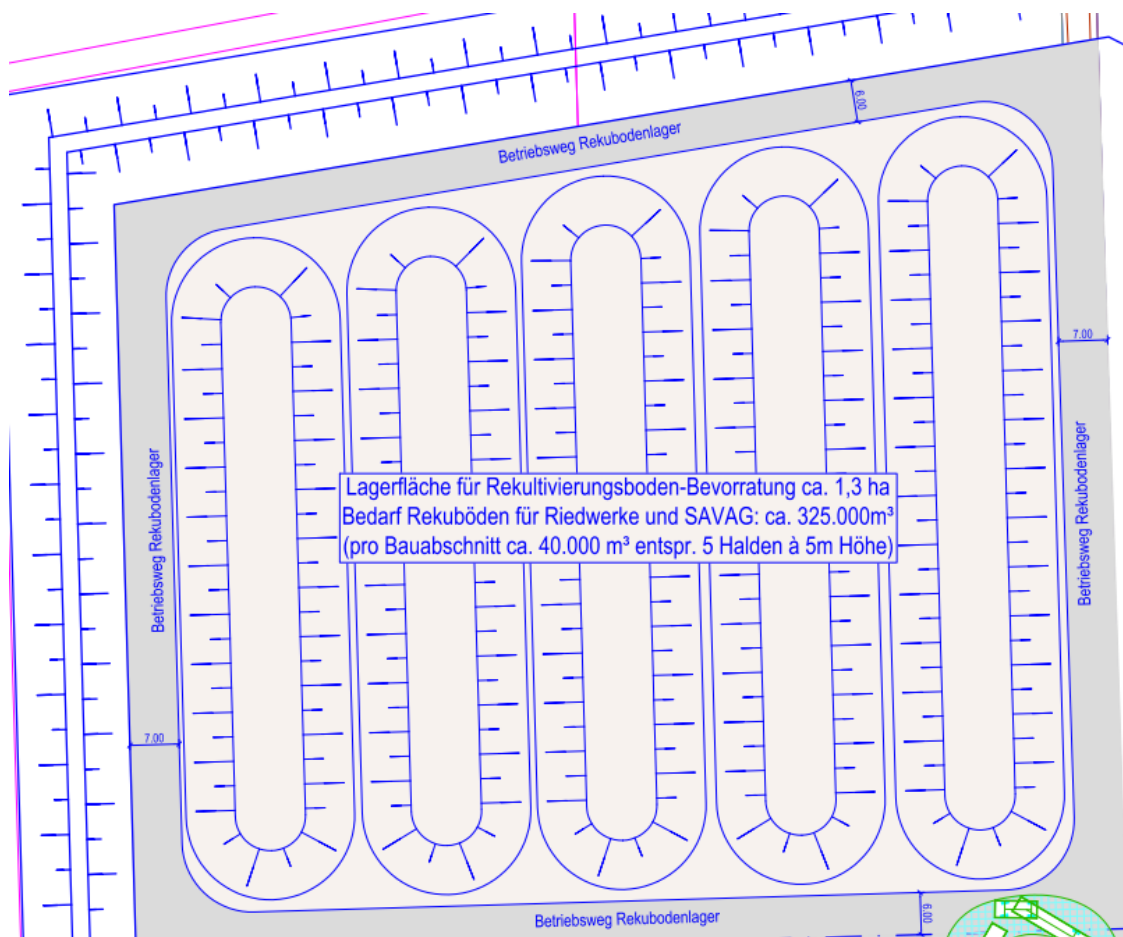 6.00
Betriebsweg Rekubodenlager
7.00
Betriebsweg Rekubodenlager
Lagerfläche für Rekultivierungsboden-Bevorratung ca. 1,3 ha
Bedarf Rekuböden für Riedwerke und SAVAG: ca. 325.000m³
(pro Bauabschnitt ca. 40.000 m³ entspr. 5 Halden à 5m Höhe)
Betriebsweg Rekubodenlager
7.00
6.00
Betriebsweg Rekubodenlager